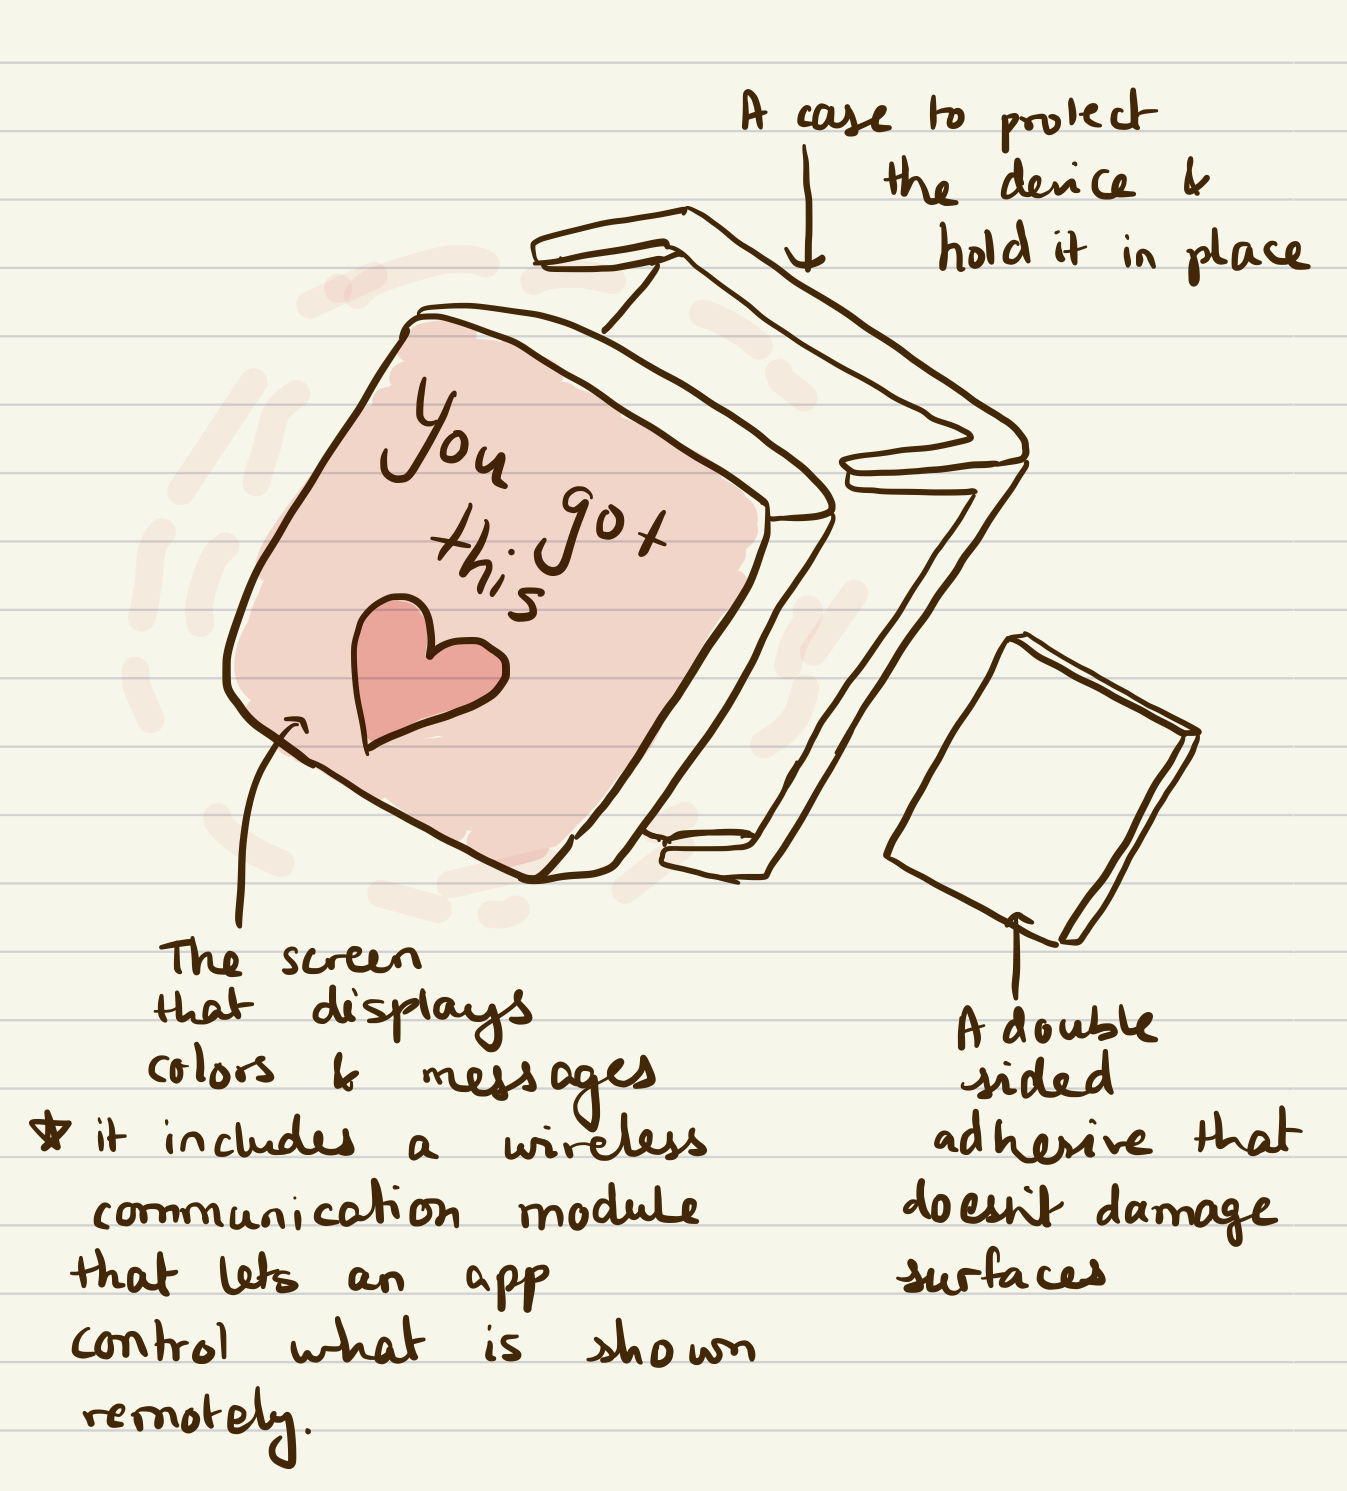 A case to protect
the device &
hold it in place
You got
this
The screen
that displays
colors & messages
☆ it includes a wireless
communication module
that lets an app
control what is shown
remotely.
A double
sided
adhesive that
doesn't damage
surfaces